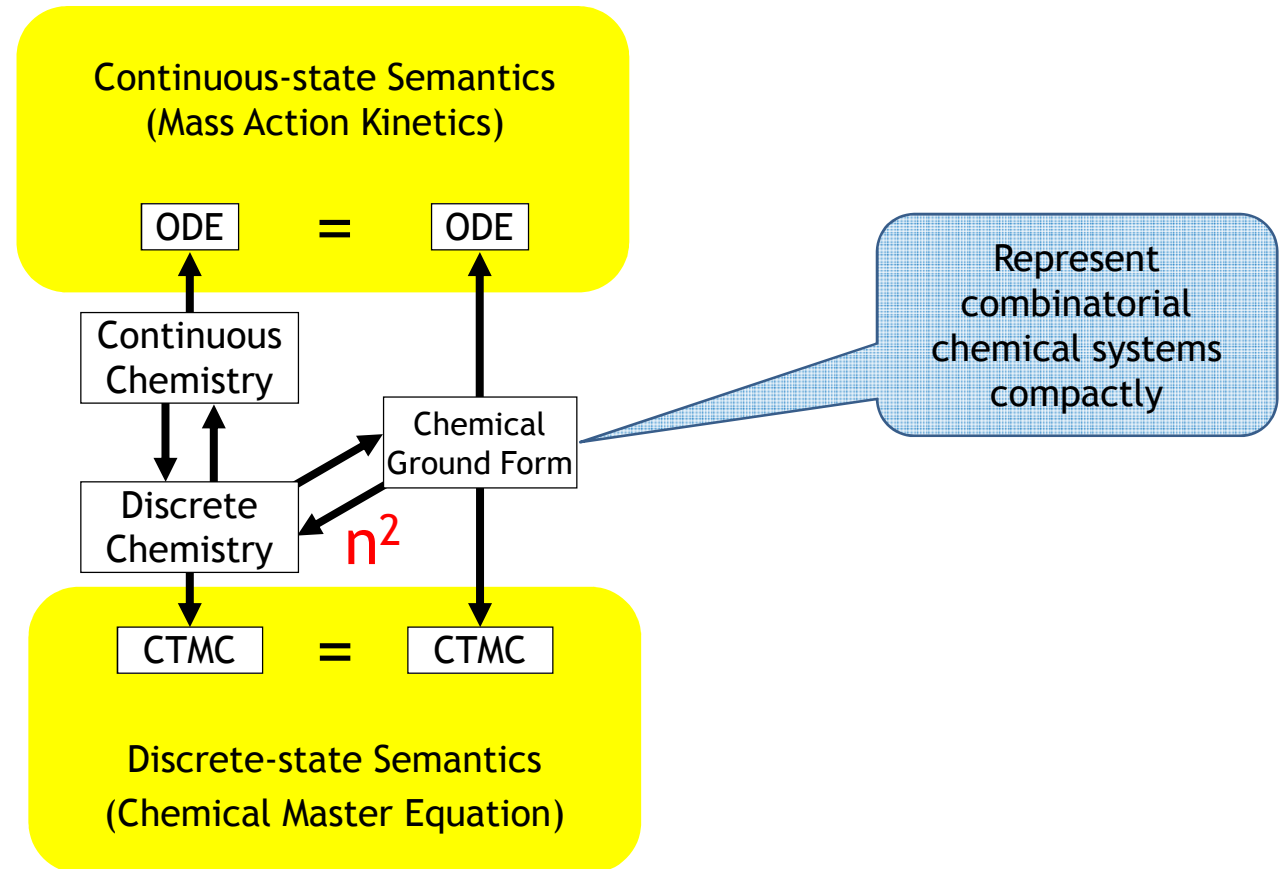 Continuous-state Semantics
(Mass Action Kinetics)
ODE = ODE
Continuous
Chemistry
Represent
combinatorial
chemical systems
compactly
Chemical
Ground Form
Discrete
Chemistry
n²
CTMC = CTMC
Discrete-state Semantics
(Chemical Master Equation)